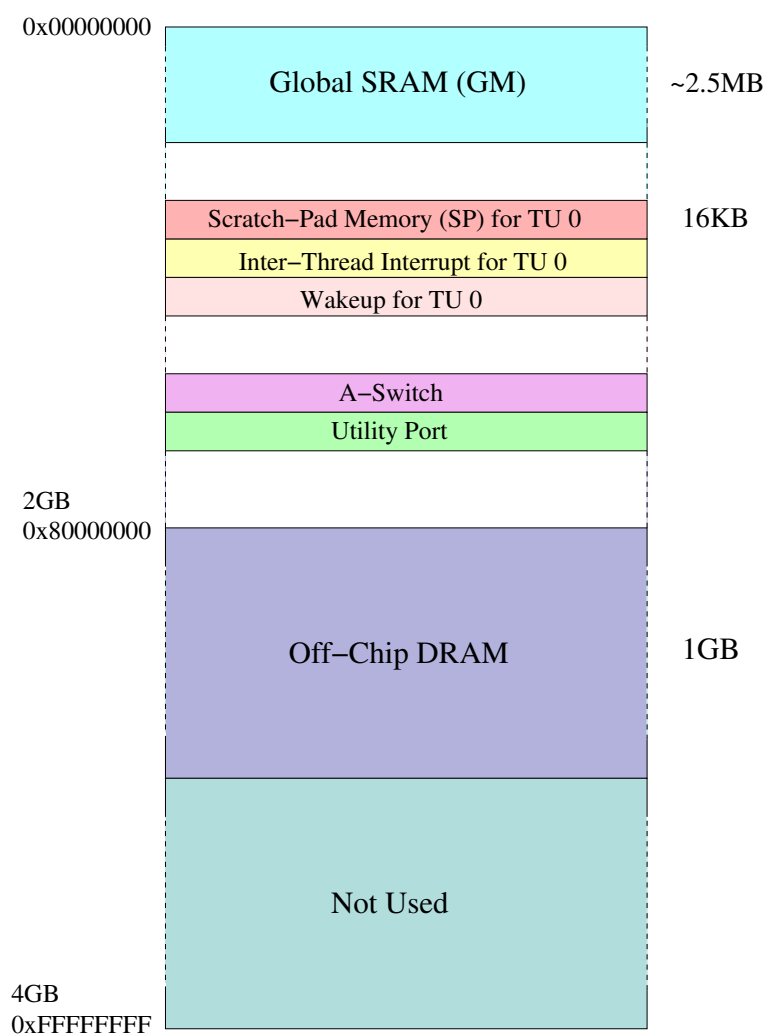 0x00000000
Global SRAM (GM)
~2.5MB
Scratch−Pad Memory (SP) for TU 0
16KB
Inter−Thread Interrupt for TU 0
Wakeup for TU 0
A−Switch
Utility Port
2GB
0x80000000
Off−Chip DRAM
1GB
Not Used
4GB
0xFFFFFFFF